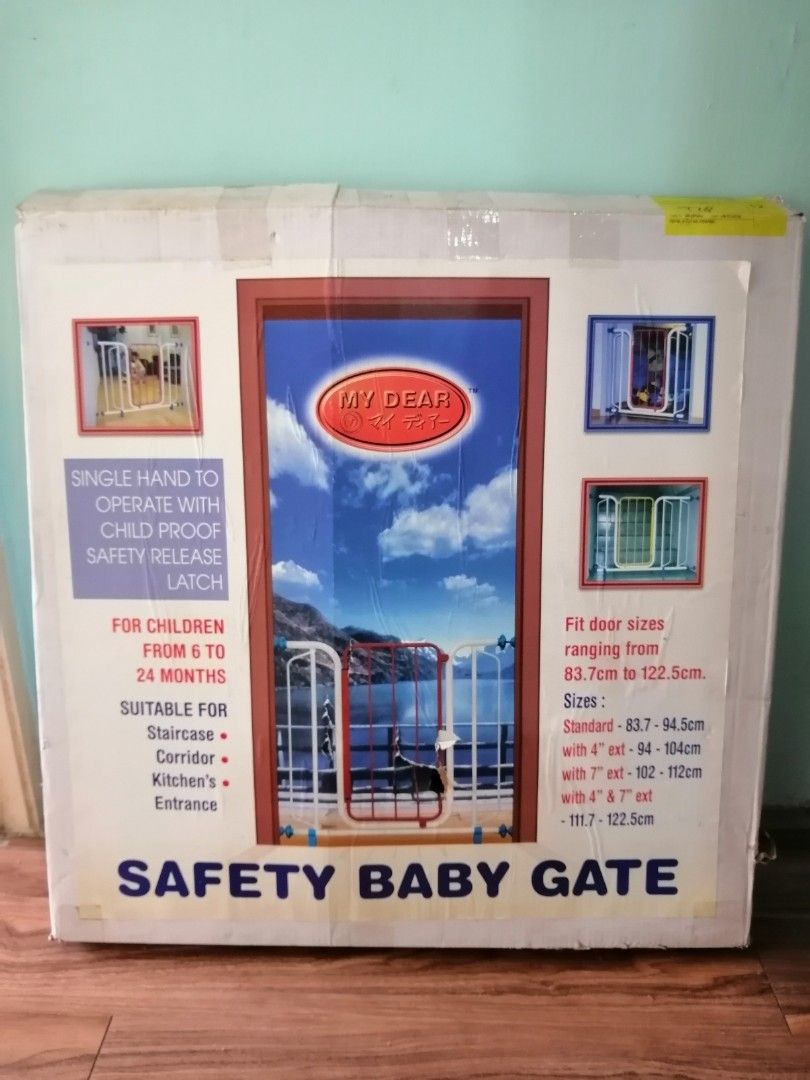 MY DEAR
マイ ディアー
TM
SINGLE HAND TO
OPERATE WITH
CHILD PROOF
SAFETY RELEASE
LATCH
FOR CHILDREN
FROM 6 TO
24 MONTHS
SUITABLE FOR
Staircase •
Corridor •
Kitchen's •
Entrance
Fit door sizes
ranging from
83.7cm to 122.5cm.
Sizes :
Standard - 83.7 - 94.5cm
with 4" ext - 94 - 104cm
with 7" ext - 102 - 112cm
with 4" & 7" ext
- 111.7 - 122.5cm
SAFETY BABY GATE